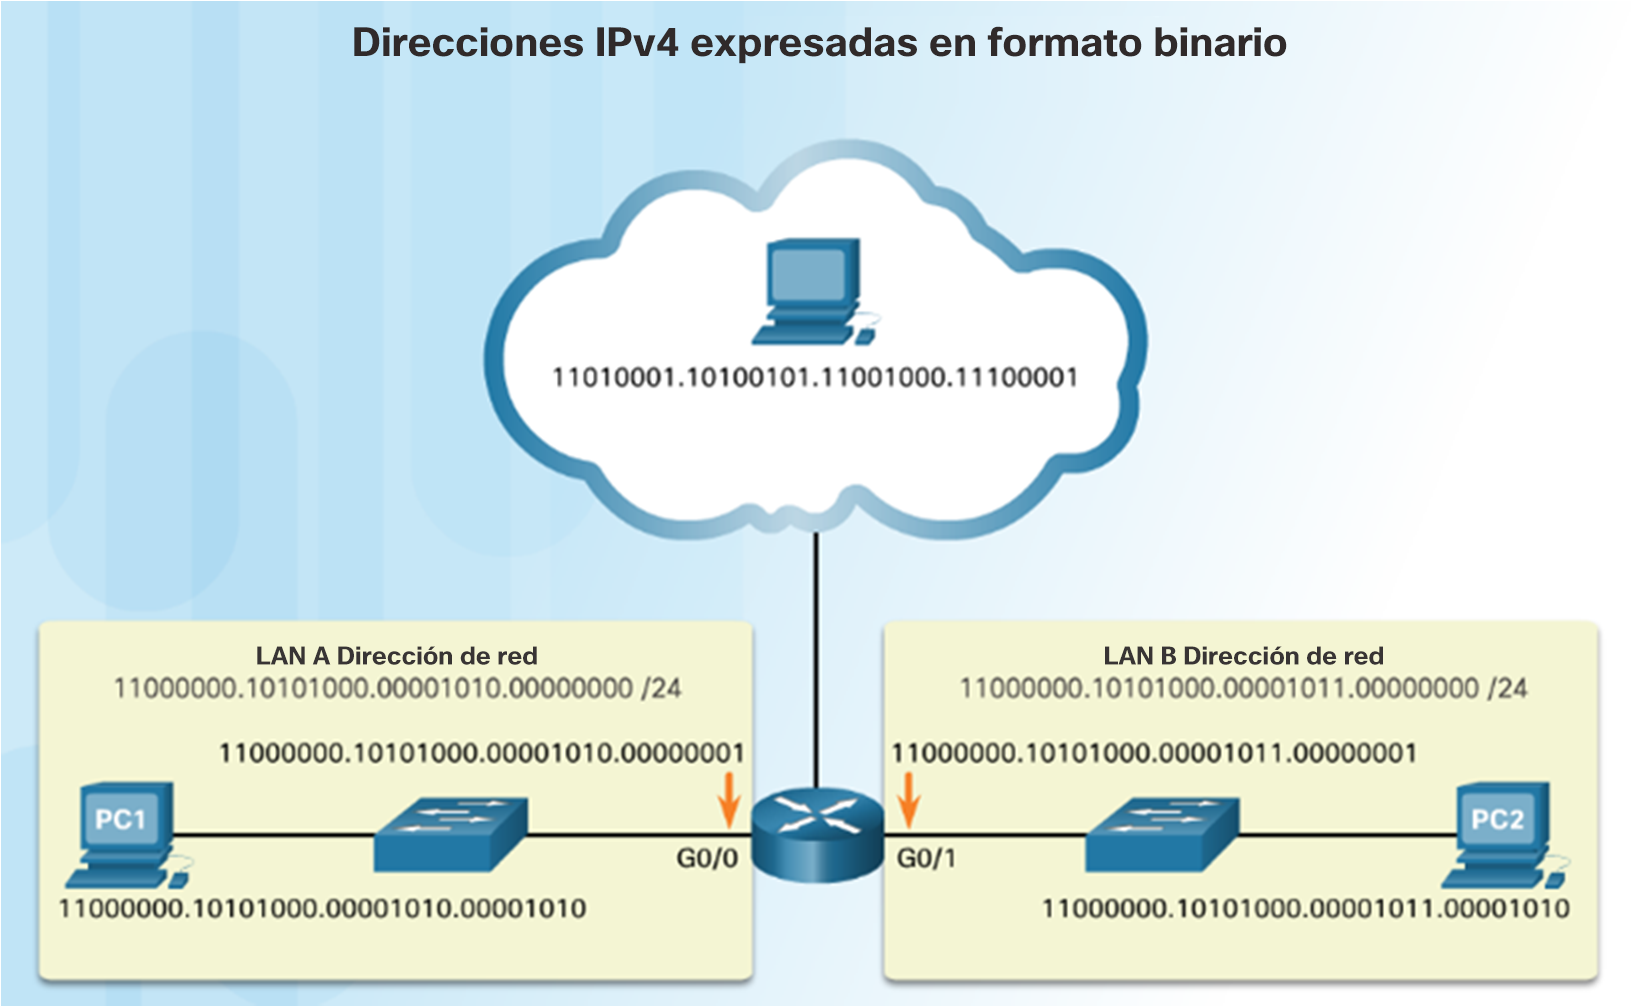 Direcciones IPv4 expresadas en formato binario
11010001.10100101.11001000.11100001
LAN A Dirección de red
11000000.10101000.00001010.00000000 /24
11000000.10101000.00001010.00000001
PC1
G0/0
11000000.10101000.00001010.00001010
LAN B Dirección de red
11000000.10101000.00001011.00000000 /24
11000000.10101000.00001011.00000001
G0/1
PC2
11000000.10101000.00001011.00001010